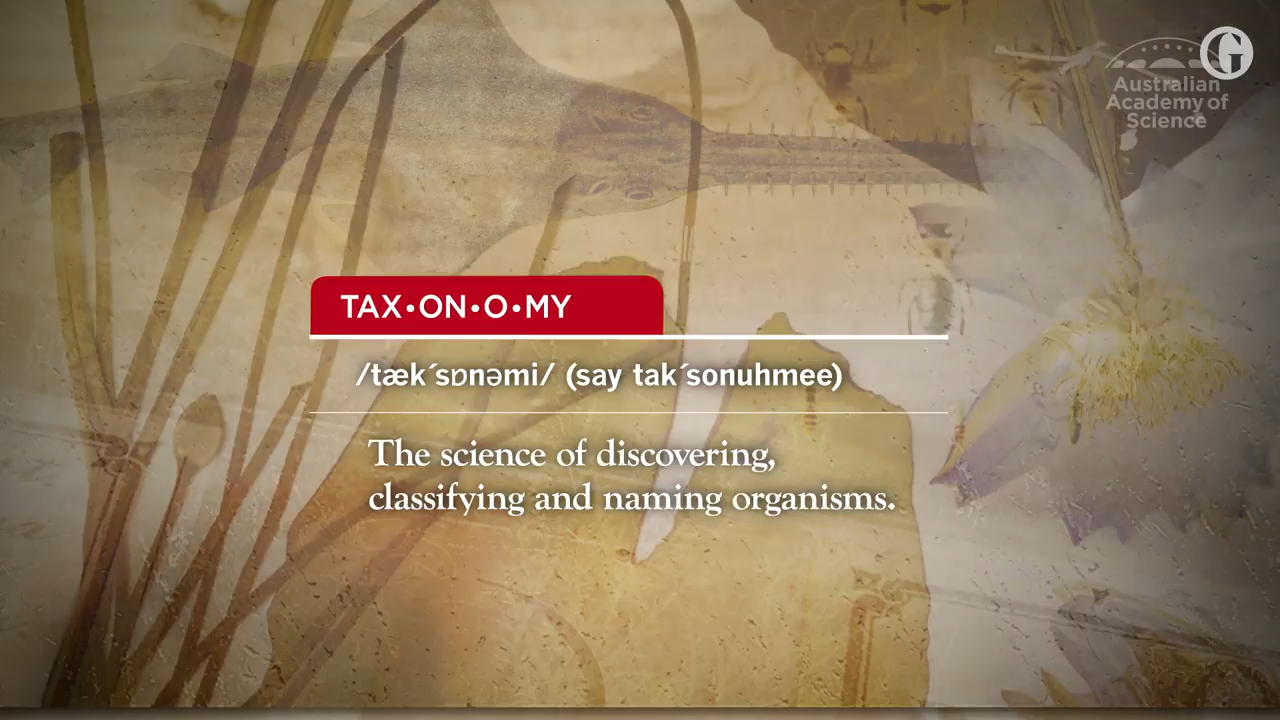 Australian
Academy of
Science
TAX•ON•O•MY
/tæk´sɒnəmi/ (say tak´sonuhmee)
The science of discovering,
classifying and naming organisms.